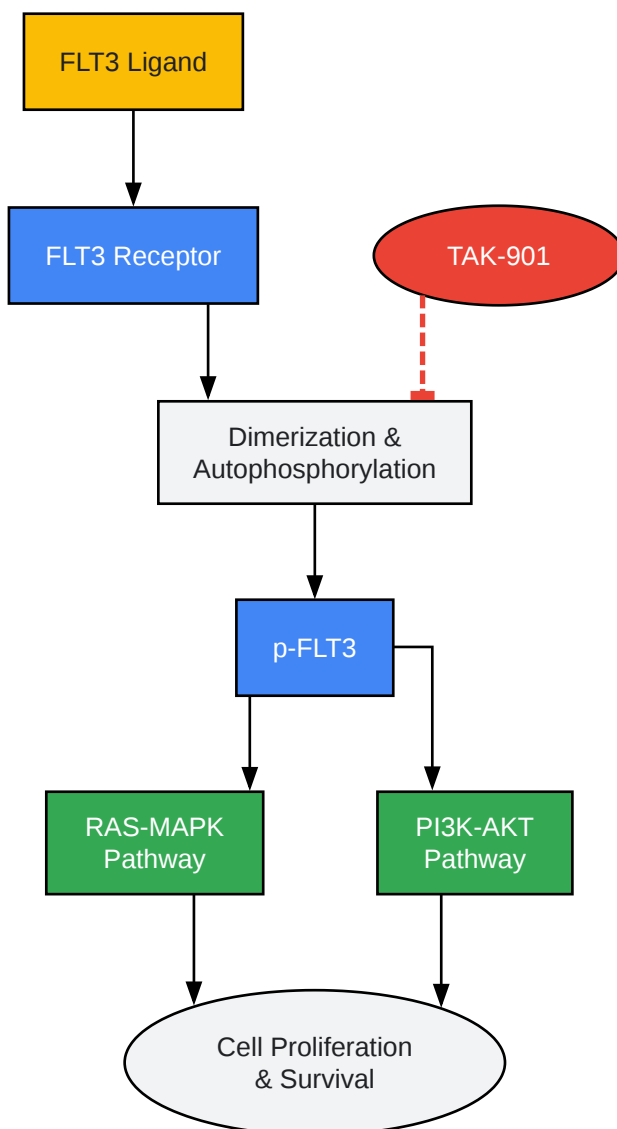 FLT3 Ligand
FLT3 Receptor
TAK-901
Dimerization &
Autophosphorylation
p-FLT3
RAS-MAPK
Pathway
PI3K-AKT
Pathway
Cell Proliferation
& Survival